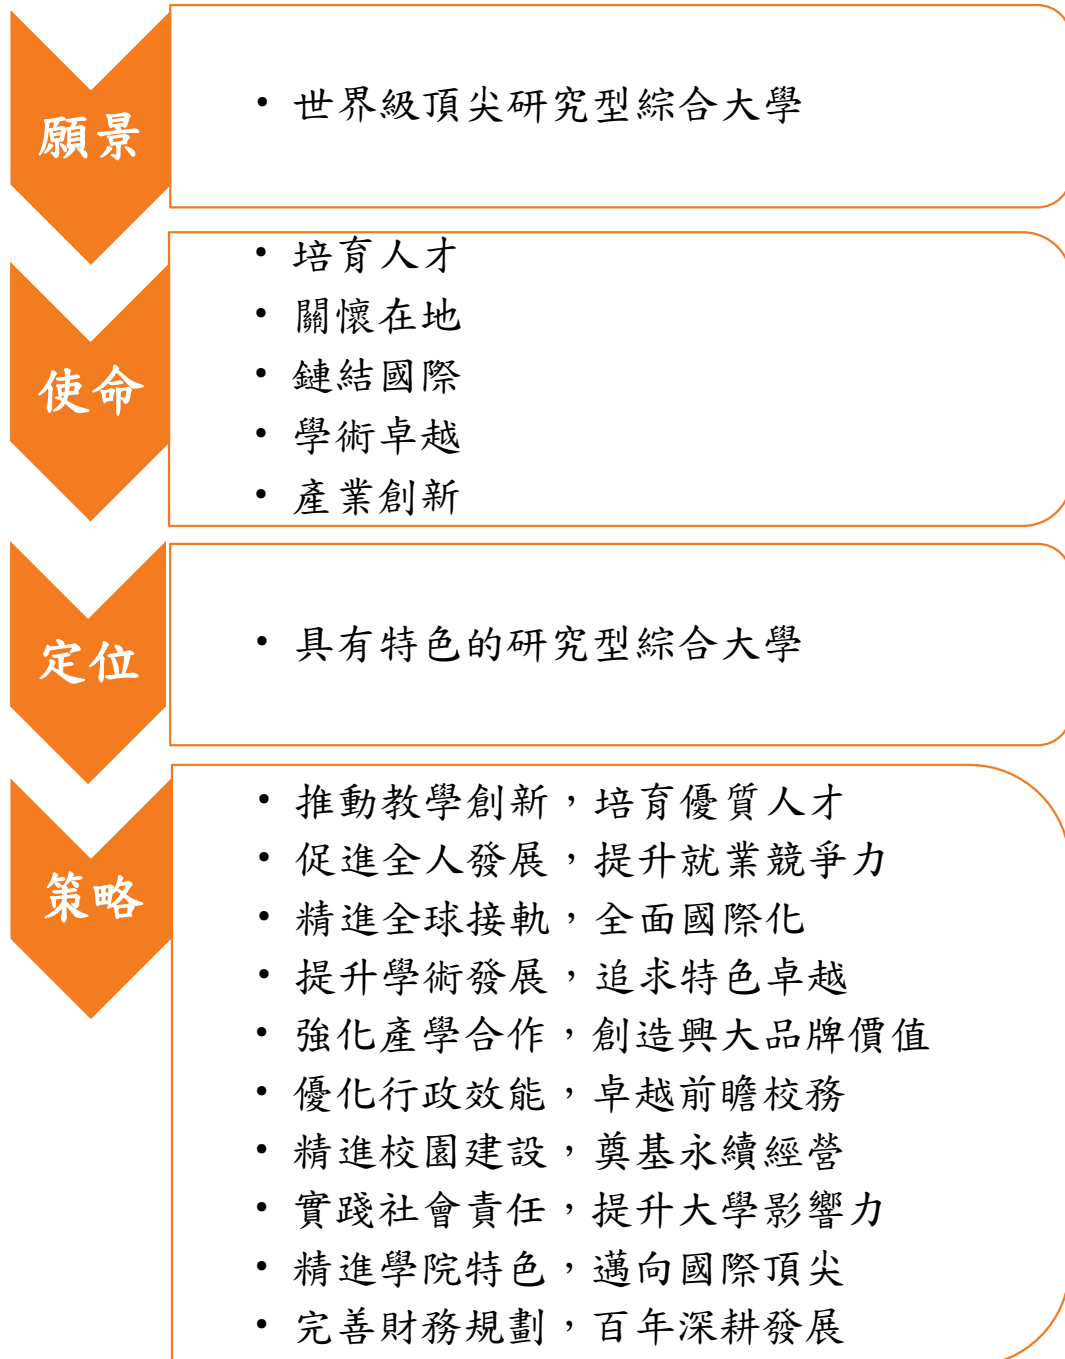 願景
• 世界級頂尖研究型綜合大學
使命
• 培育人才
• 關懷在地
• 鏈結國際
• 學術卓越
• 產業創新
定位
• 具有特色的研究型綜合大學
策略
• 推動教學創新，培育優質人才
• 促進全人發展，提升就業競爭力
• 精進全球接軌，全面國際化
• 提升學術發展，追求特色卓越
• 強化產學合作，創造興大品牌價值
• 優化行政效能，卓越前瞻校務
• 精進校園建設，奠基永續經營
• 實踐社會責任，提升大學影響力
• 精進學院特色，邁向國際頂尖
• 完善財務規劃，百年深耕發展